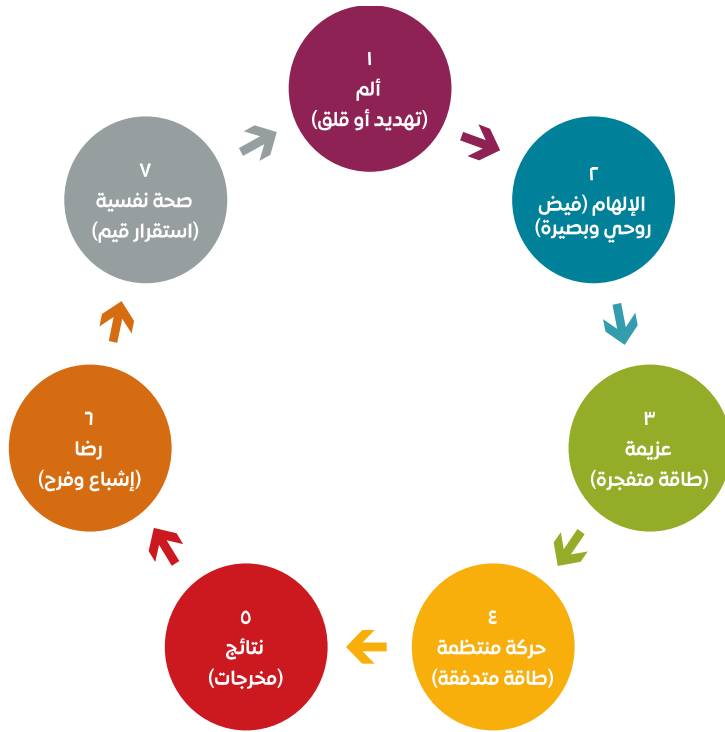 ١
ألم
(تهديد أو قلق)
٢
الإلهام (فيض
روحي وبصيرة)
٣
عزيمة
(طاقة متفجرة)
٤
حركة منتظمة
(طاقة متدفقة)
٥
نتائج
(مخرجات)
٦
رضا
(إشباع وفرح)
٧
صحة نفسية
(استقرار قيم)